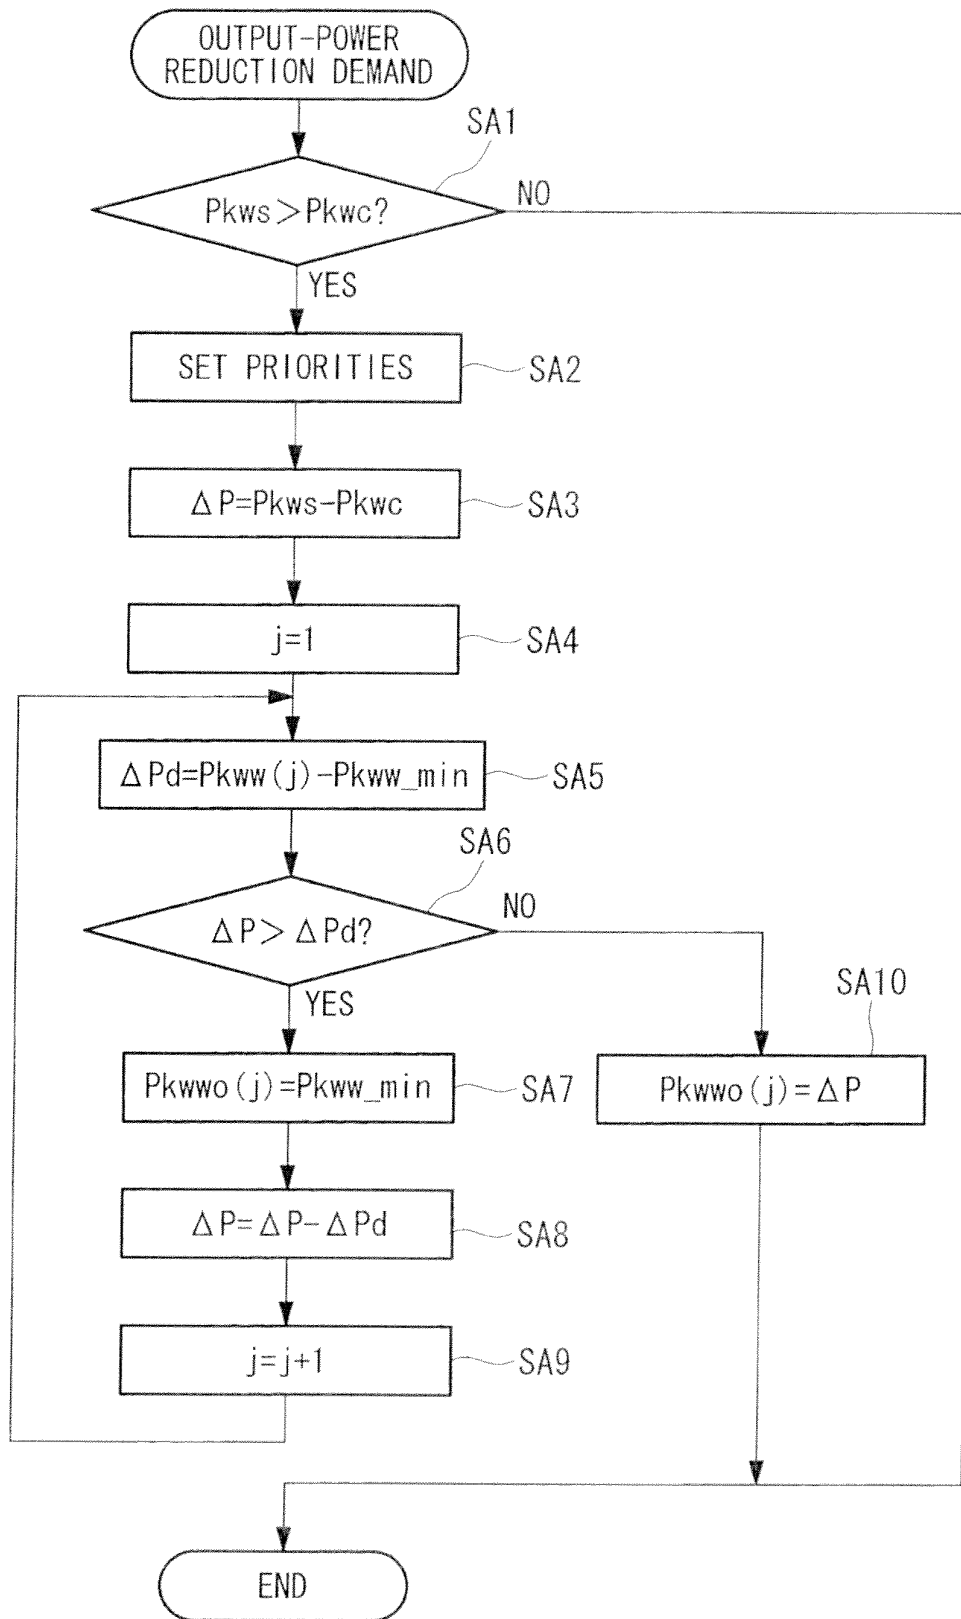 OUTPUT-POWER
REDUCTION DEMAND
SA1
Pkws>Pkwc?
NO
YES
SET PRIORITIES
SA2
ΔP=Pkws-Pkwc
SA3
j=1
SA4
ΔPd=Pkww(j)-Pkww_min
SA5
SA6
ΔP>ΔPd?
NO
YES
SA10
Pkwwo(j)=Pkww_min
SA7
Pkwwo(j)=ΔP
ΔP=ΔP-ΔPd
SA8
j=j+1
SA9
END